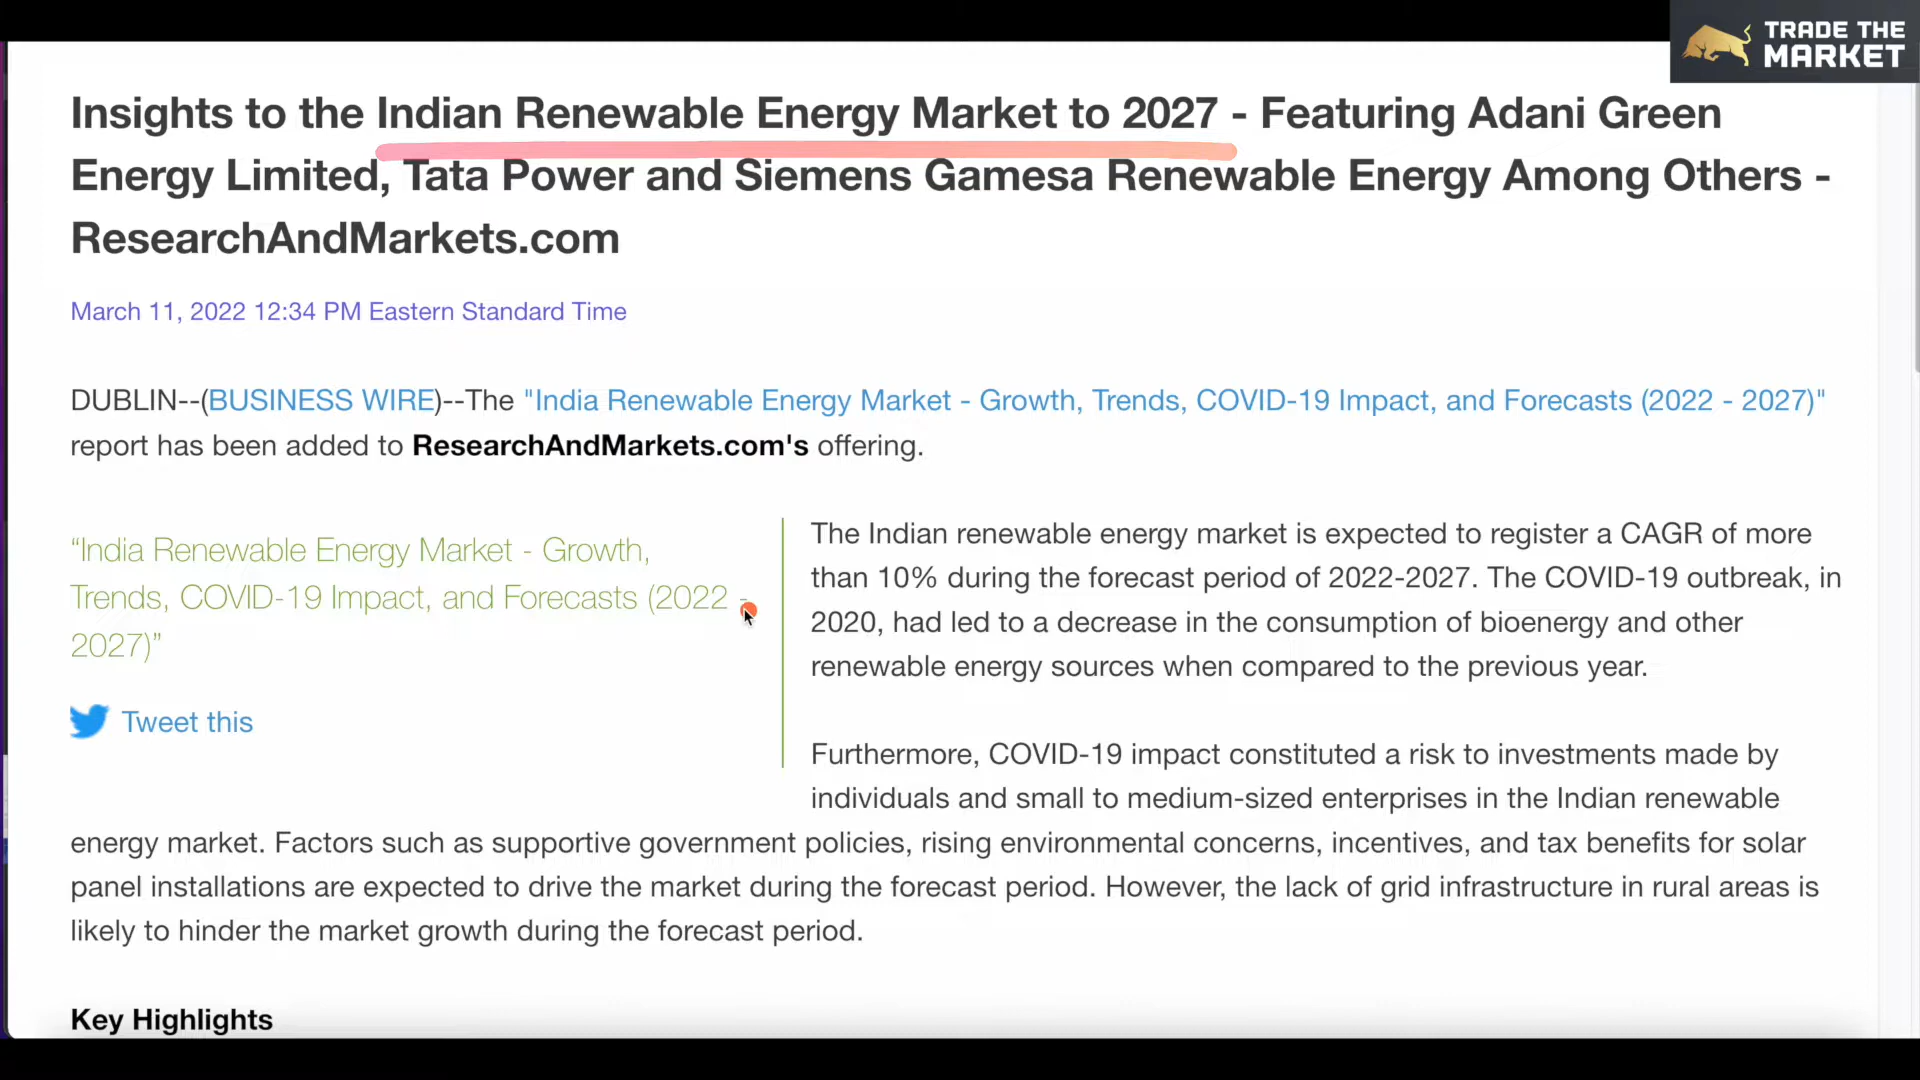 TRADE THE
MARKET
Insights to the Indian Renewable Energy Market to 2027 - Featuring Adani Green
Energy Limited, Tata Power and Siemens Gamesa Renewable Energy Among Others -
ResearchAndMarkets.com
March 11, 2022 12:34 PM Eastern Standard Time
DUBLIN--(BUSINESS WIRE)--The "India Renewable Energy Market - Growth, Trends, COVID-19 Impact, and Forecasts (2022 - 2027)"
report has been added to ResearchAndMarkets.com's offering.
“India Renewable Energy Market - Growth,
Trends, COVID-19 Impact, and Forecasts (2022 -
2027)”
Tweet this
The Indian renewable energy market is expected to register a CAGR of more
than 10% during the forecast period of 2022-2027. The COVID-19 outbreak, in
2020, had led to a decrease in the consumption of bioenergy and other
renewable energy sources when compared to the previous year.
Furthermore, COVID-19 impact constituted a risk to investments made by
individuals and small to medium-sized enterprises in the Indian renewable
energy market. Factors such as supportive government policies, rising environmental concerns, incentives, and tax benefits for solar
panel installations are expected to drive the market during the forecast period. However, the lack of grid infrastructure in rural areas is
likely to hinder the market growth during the forecast period.
Key Highlights